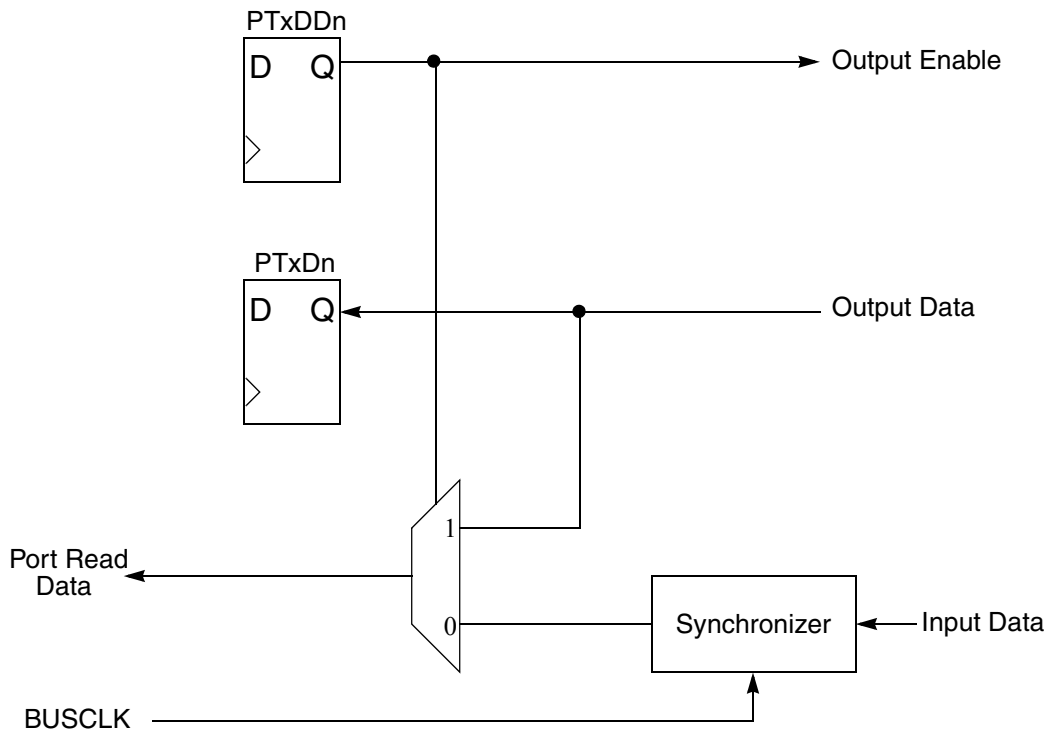 PTxDDn
D Q
Output Enable
PTxDn
D Q
Output Data
1
Port Read
Data
0
Synchronizer
Input Data
BUSCLK